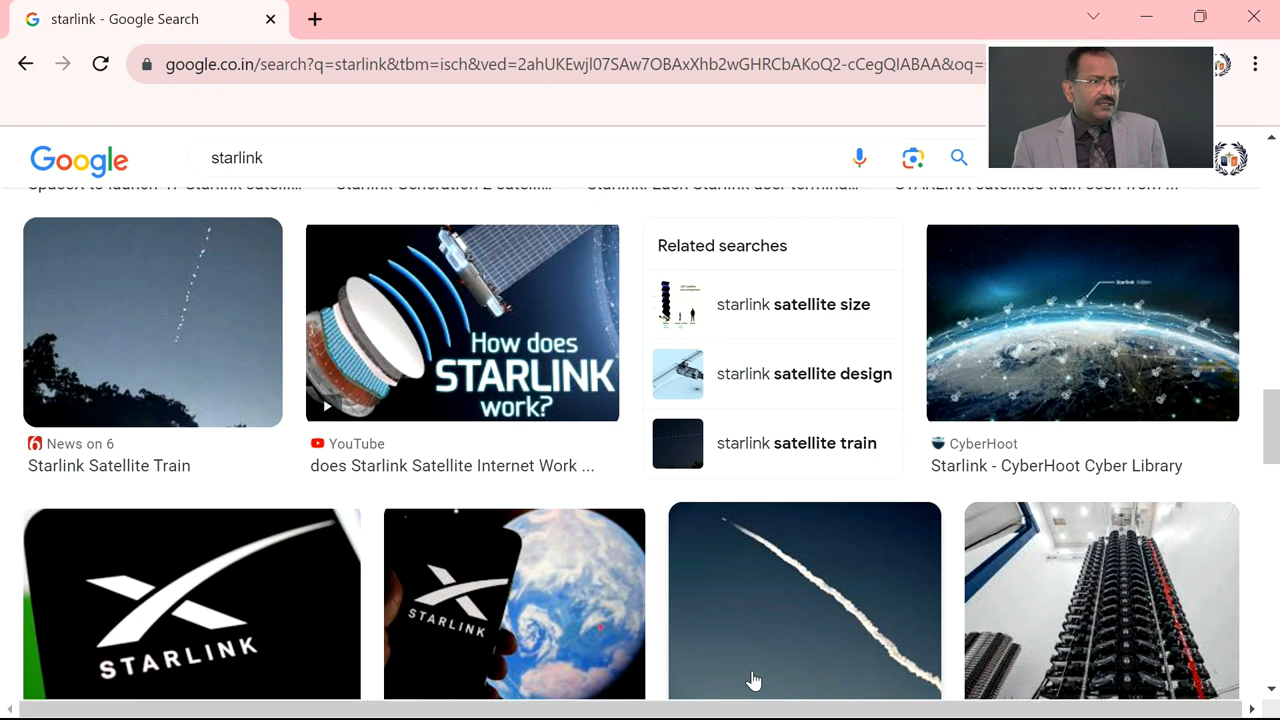 starlink - Google Search
google.co.in/search?q=starlink&tbm=isch&ved=2ahUKEwjl07SAw7OBAxXhb2wGHRCbAKoQ2-cCegQIABAA&oq=
Google
starlink
Related searches
starlink satellite size
starlink satellite design
starlink satellite train
How does
STARLINK
work?
Starlink
News on 6
Starlink Satellite Train
YouTube
does Starlink Satellite Internet Work ...
CyberHoot
Starlink - CyberHoot Cyber Library
STARLINK
STARLINK